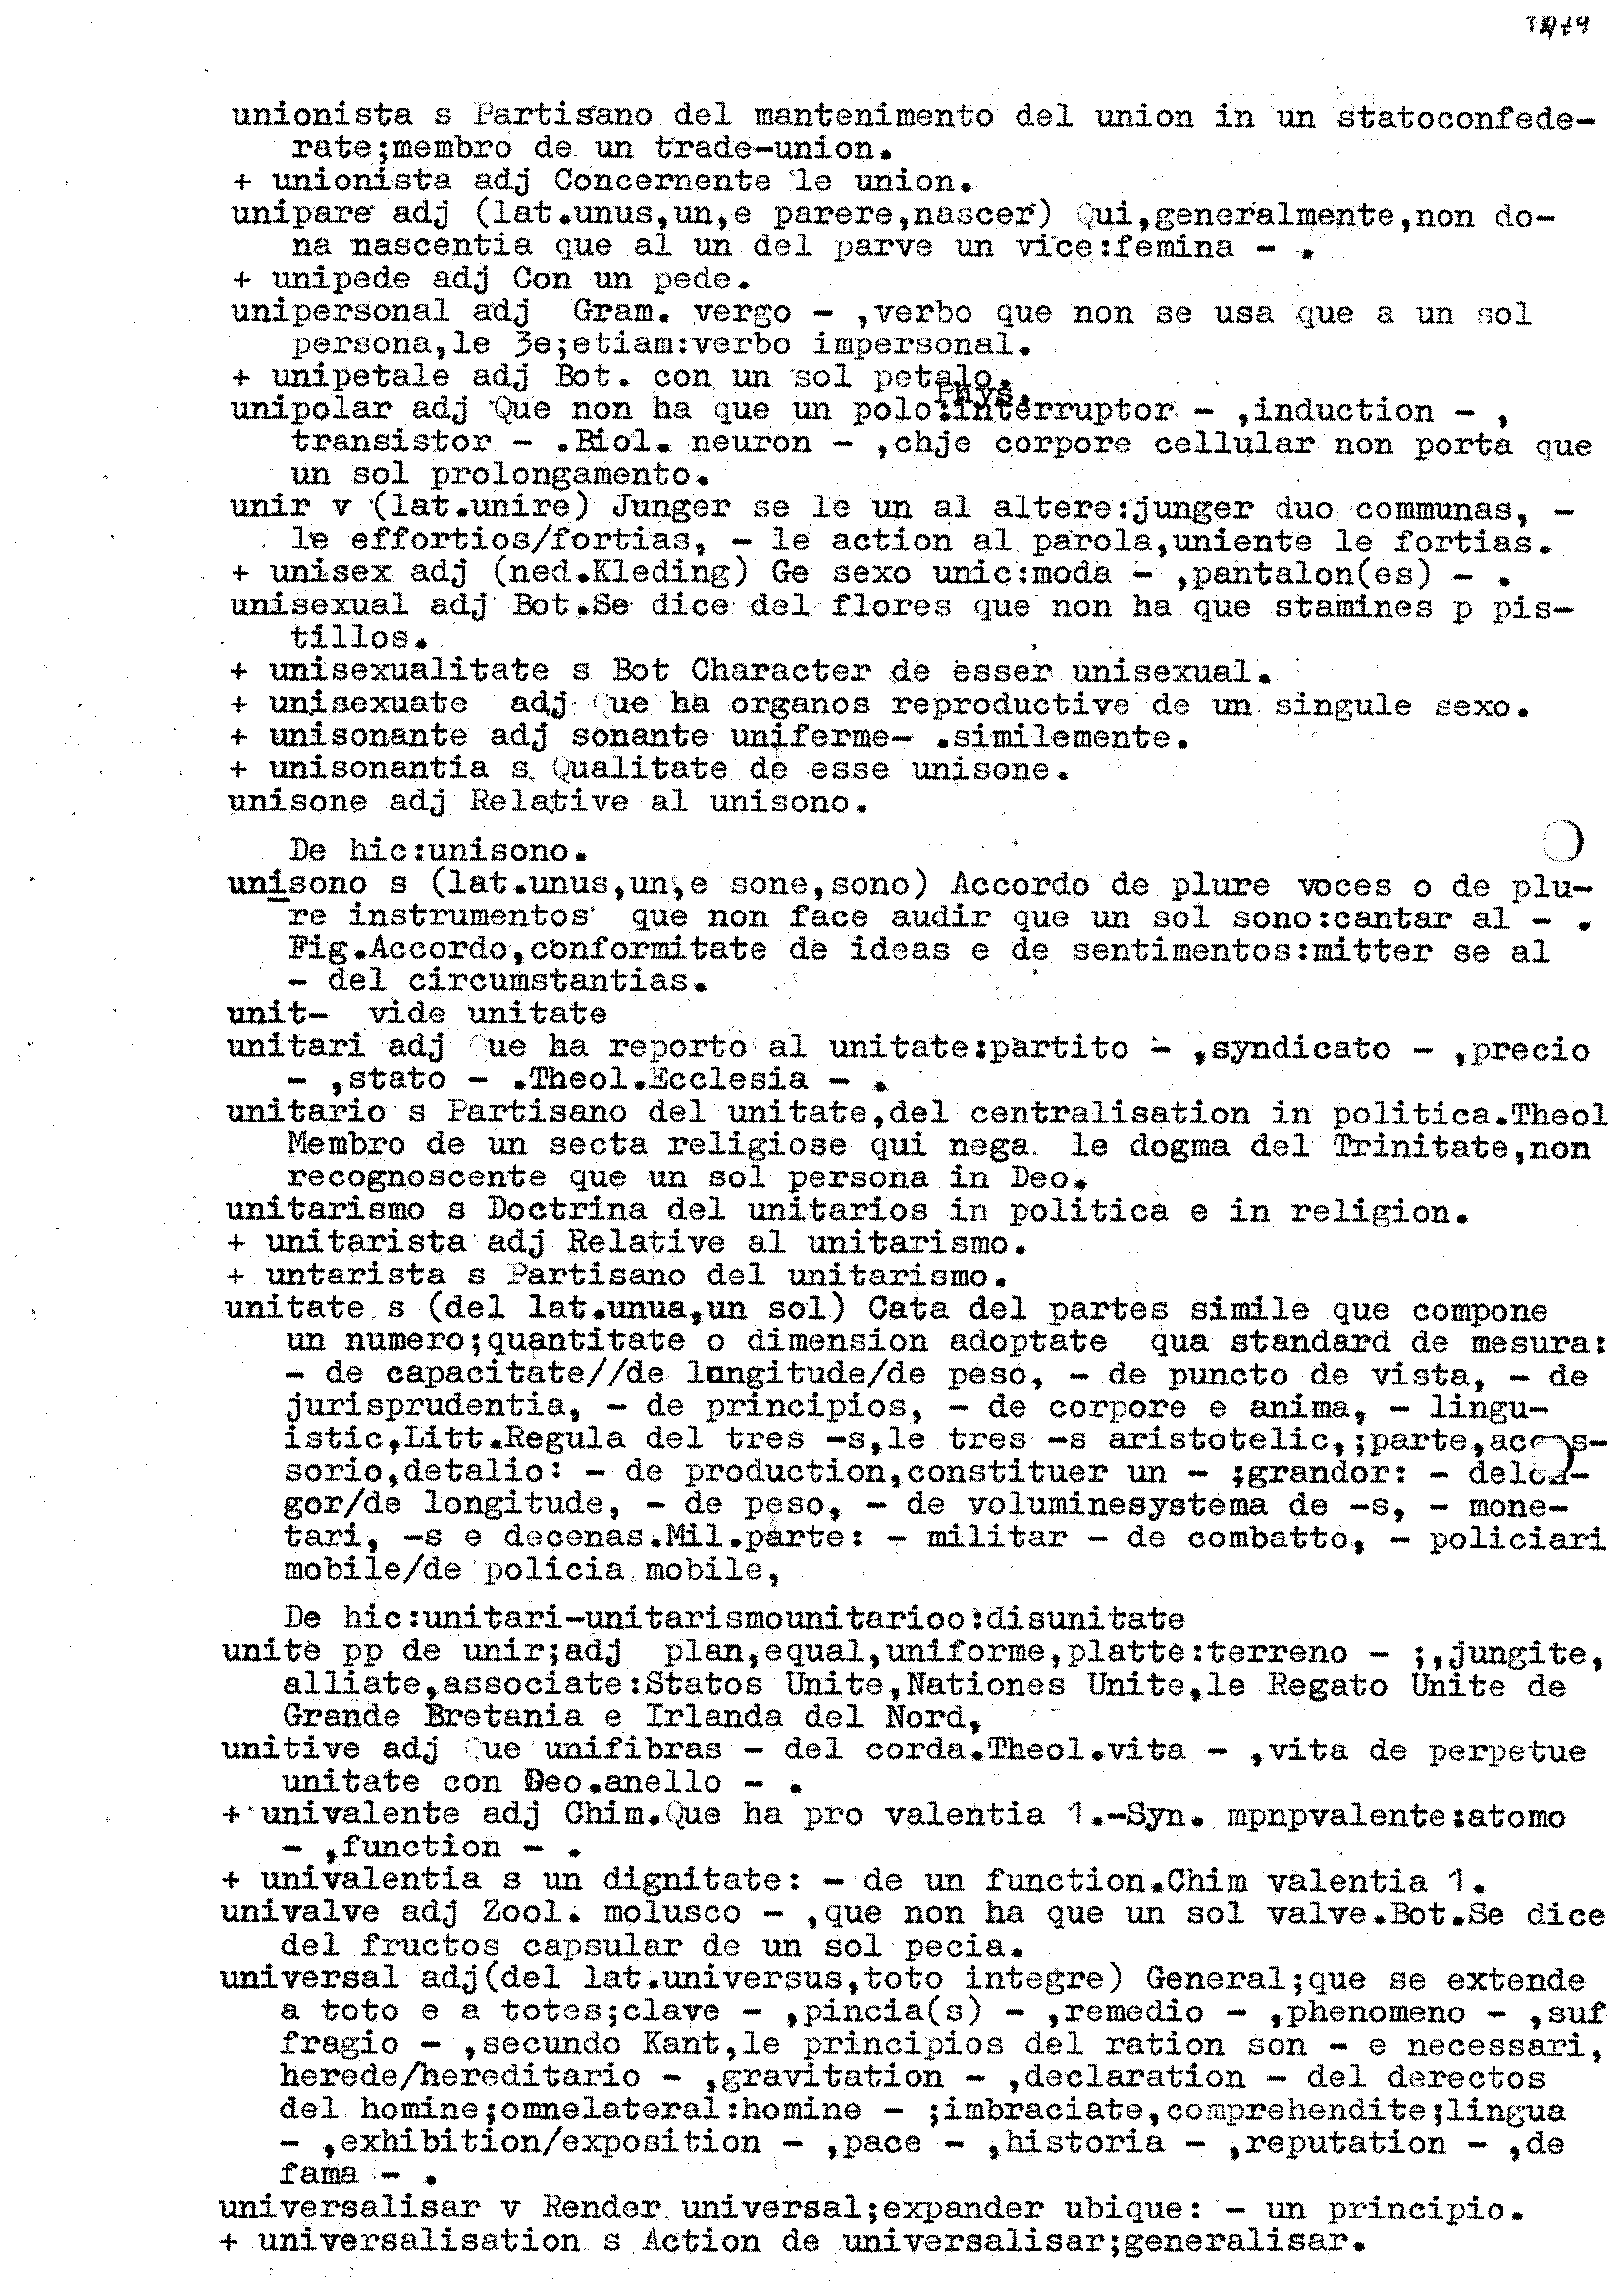 unionista s Partisano del mantenimento del union in un statoconfede-
rate;membro de un trade-union.
+ unionista adj Concernente le union.
unipare adj (lat.unus,un,e parere,nascer) Qui,generalmente,non do-
na nascentia que al un del parve un vice:femina - .
+ unipede adj Con un pede.
unipersonal adj Gram. vergo - ,verbo que non se usa que a un sol
persona,le 3e;etiam:verbo impersonal.
+ unipetale adj Bot. con un sol petalo.
Phys.
unipolar adj Que non ha que un polo:interruptor - ,induction - ,
transistor - .Biol. neuron - ,chje corpore cellular non porta que
un sol prolongamento.
unir v (lat.unire) Junger se le un al altere:junger duo communas, -
le effortios/fortias, - le action al parola,uniente le fortias.
+ unisex adj (ned.Kleding) Ge sexo unic:moda - ,pantalon(es) - .
unisexual adj Bot.Se dice del flores que non ha que stamines p pis-
tillos.
+ unisexualitate s Bot Character de esser unisexual.
+ unisexuate adj Que ha organos reproductive de un singule sexo.
+ unisonante adj sonante uniferme- .similemente.
+ unisonantia s Qualitate de esse unisone.
unisone adj Relative al unisono.
De hic:unisono.
unisono s (lat.unus,un,e sone,sono) Accordo de plure voces o de plu-
re instrumentos que non face audir que un sol sono:cantar al - .
Fig.Accordo,conformitate de ideas e de sentimentos:mitter se al
- del circumstantias.
unit- vide unitate
unitari adj Que ha reporto al unitate:partito - ,syndicato - ,precio
- ,stato - .Theol.Ecclesia - .
unitario s Partisano del unitate,del centralisation in politica.Theol
Membro de un secta religiose qui nega le dogma del Trinitate,non
recognoscente que un sol persona in Deo.
unitarismo s Doctrina del unitarios in politica e in religion.
+ unitarista adj Relative al unitarismo.
+ untarista s Partisano del unitarismo.
unitate s (del lat.unua,un sol) Cata del partes simile que compone
un numero;quantitate o dimension adoptate qua standard de mesura:
- de capacitate//de longitude/de peso, - de puncto de vista, - de
jurisprudentia, - de principios, - de corpore e anima, - lingu-
istic,Litt.Regula del tres -s,le tres -s aristotelic,;parte,
sorio,detalio: - de production,constituer un - ;grandor: -
gor/de longitude, - de peso, - de voluminesystema de -s, - mone-
tari, -s e decenas.Mil.parte: - militar - de combatto, - policiari
mobile/de policia mobile,
De hic:unitari-unitarismounitarioo:disunitate
unite pp de unir;adj plan,equal,uniforme,platte:terreno - ;,jungite,
alliate,associate:Statos Unite,Nationes Unite,le Regato Unite de
Grande Bretania e Irlanda del Nord,
unitive adj Que unifibras - del corda.Theol.vita - ,vita de perpetue
unitate con Deo.anello - .
+ univalente adj Chim.Que ha pro valentia 1.-Syn. mpnpvalente:atomo
- ,function - .
+ univalentia s un dignitate: - de un function.Chim valentia 1.
univalve adj Zool. molusco - ,que non ha que un sol valve.Bot.Se dice
del fructos capsular de un sol pecia.
universal adj(del lat.universus,toto integre) General;que se extende
a toto e a totes;clave - ,pincia(s) - ,remedio - ,phenomeno - ,suf
fragio - ,secundo Kant,le principios del ration son - e necessari,
herede/hereditario - ,gravitation - ,declaration - del derectos
del homine;omnelateral:homine - ;imbraciate,comprehendite;lingua
- ,exhibition/exposition - ,pace - ,historia - ,reputation - ,de
fama - .
universalisar v Render universal;expander ubique: - un principio.
+ universalisation s Action de universalisar;generalisar.